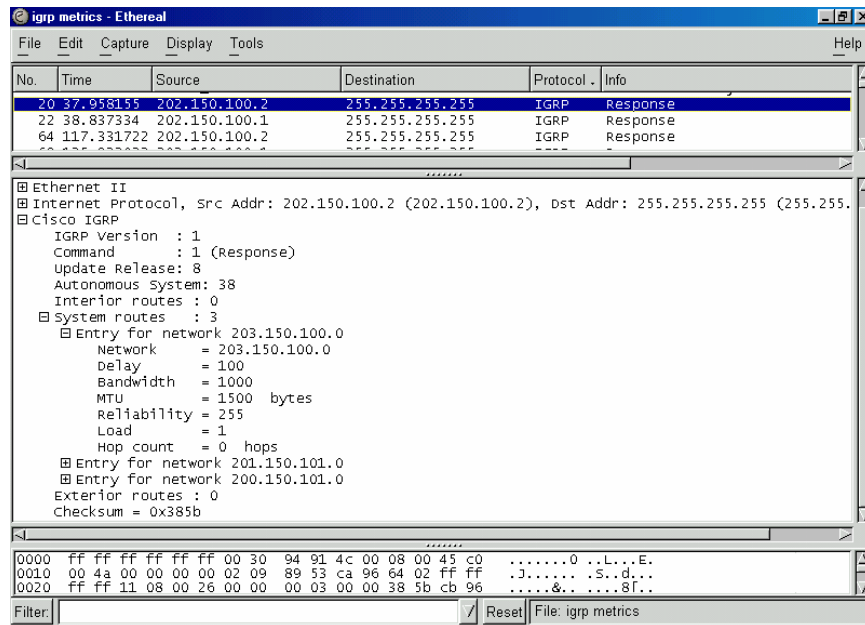 igrp metrics - Ethereal
File Edit Capture Display Tools Help
No. Time Source Destination Protocol . Info
20 37.958155 202.150.100.2 255.255.255.255 IGRP Response
22 38.837334 202.150.100.1 255.255.255.255 IGRP Response
64 117.331722 202.150.100.2 255.255.255.255 IGRP Response
Ethernet II
Internet Protocol, Src Addr: 202.150.100.2 (202.150.100.2), Dst Addr: 255.255.255.255 (255.255.
Cisco IGRP
IGRP Version : 1
Command : 1 (Response)
Update Release: 8
Autonomous System: 38
Interior routes : 0
System routes : 3
Entry for network 203.150.100.0
Network = 203.150.100.0
Delay = 100
Bandwidth = 1000
MTU = 1500 bytes
Reliability = 255
Load = 1
Hop count = 0 hops
Entry for network 201.150.101.0
Entry for network 200.150.101.0
Exterior routes : 0
Checksum = 0x385b
0000 ff ff ff ff ff ff 00 30 94 91 4c 00 08 00 45 c0 .......0 ..L...E.
0010 00 4a 00 00 00 00 02 09 89 53 ca 96 64 02 ff ff .J...... .S..d...
0020 ff ff 11 08 00 26 00 00 00 03 00 00 38 5b cb 96 .....&.. ....8[..
Filter: Reset File: igrp metrics